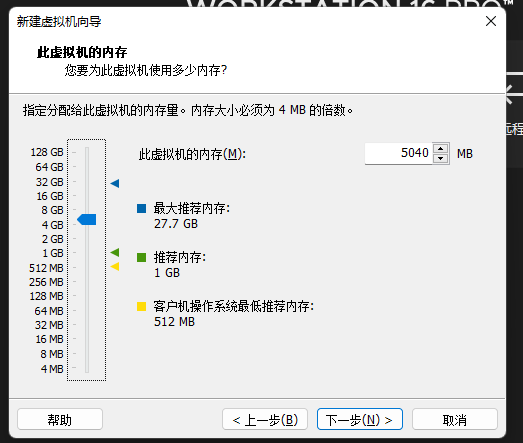 WORKSTATION 16 PRO™
新建虚拟机向导
此虚拟机的内存
您要为此虚拟机使用多少内存?
远程
指定分配给此虚拟机的内存量。内存大小必须为 4 MB 的倍数。
128 GB
64 GB
32 GB
16 GB
8 GB
4 GB
2 GB
1 GB
512 MB
256 MB
128 MB
64 MB
32 MB
16 MB
8 MB
4 MB
此虚拟机的内存(M):
5040 MB
最大推荐内存:
27.7 GB
推荐内存:
1 GB
客户机操作系统最低推荐内存:
512 MB
帮助
< 上一步(B)
下一步(N) >
取消